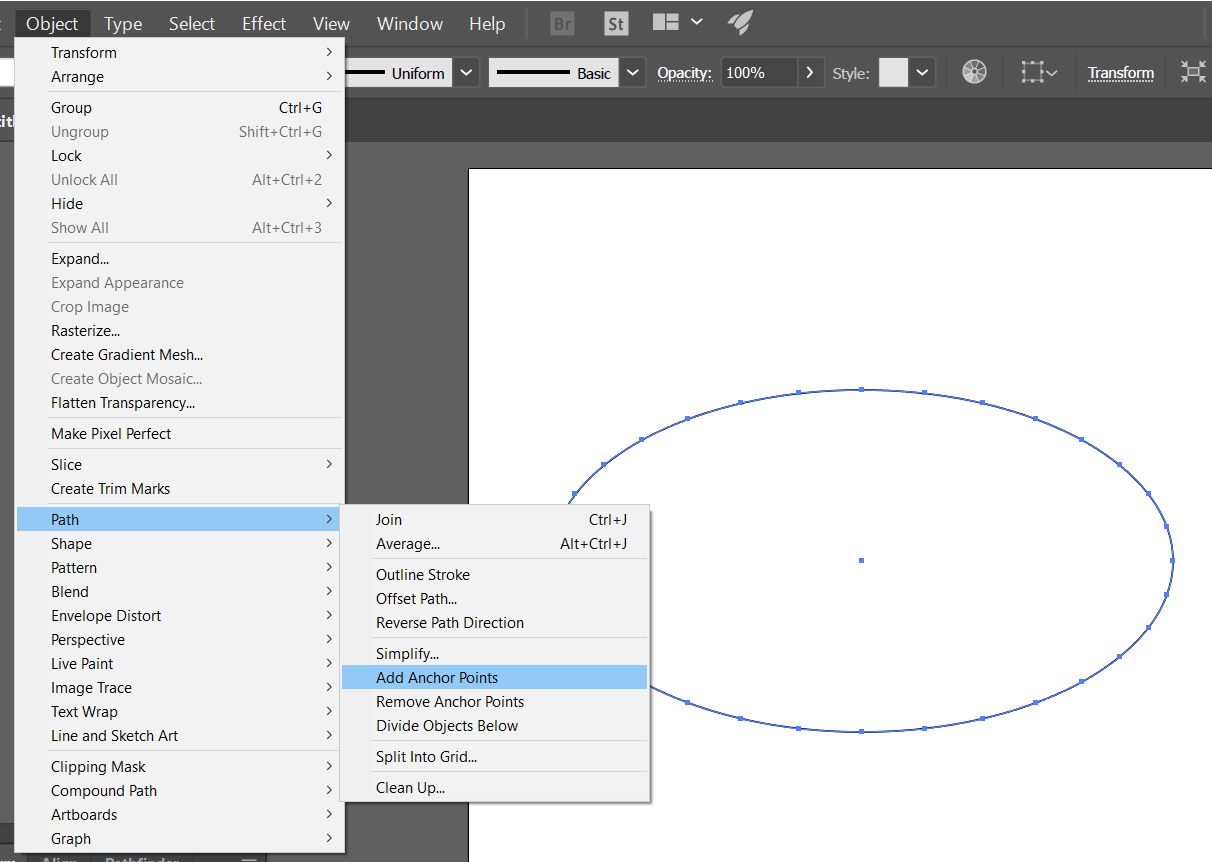 Object Type Select Effect View Window Help Br St
Uniform Basic Opacity: 100% Style: Transform
Transform
Arrange
Group Ctrl+G
Ungroup Shift+Ctrl+G
Lock
Unlock All Alt+Ctrl+2
Hide
Show All Alt+Ctrl+3
Expand...
Expand Appearance
Crop Image
Rasterize...
Create Gradient Mesh...
Create Object Mosaic...
Flatten Transparency...
Make Pixel Perfect
Slice
Create Trim Marks
Path
Shape
Pattern
Blend
Envelope Distort
Perspective
Live Paint
Image Trace
Text Wrap
Line and Sketch Art
Clipping Mask
Compound Path
Artboards
Graph
Join Ctrl+J
Average... Alt+Ctrl+J
Outline Stroke
Offset Path...
Reverse Path Direction
Simplify...
Add Anchor Points
Remove Anchor Points
Divide Objects Below
Split Into Grid...
Clean Up...
Align Pathfinder